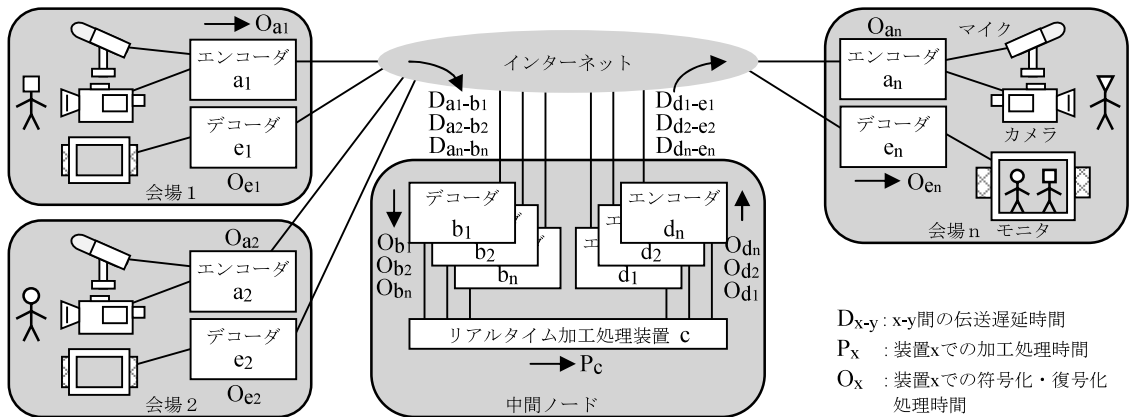 Oa1
エンコーダ
a1
デコーダ
e1
Oe1
会場 1
Oa2
エンコーダ
a2
デコーダ
e2
Oe2
会場 2
インターネット
Da1-b1
Da2-b2
Dan-bn
Dd1-e1
Dd2-e2
Ddn-en
デコーダ
b1
b2
ダ
bn
エンコーダ
dn
エ
d2
エ
d1
Ob1
Ob2
Obn
Odn
Od2
Od1
リアルタイム加工処理装置 c
Pc
中間ノード
Oan
マイク
エンコーダ
an
カメラ
デコーダ
en
Oen
会場n
モニタ
Dx-y : x-y間の伝送遅延時間
Px : 装置xでの加工処理時間
Ox : 装置xでの符号化・復号化
処理時間